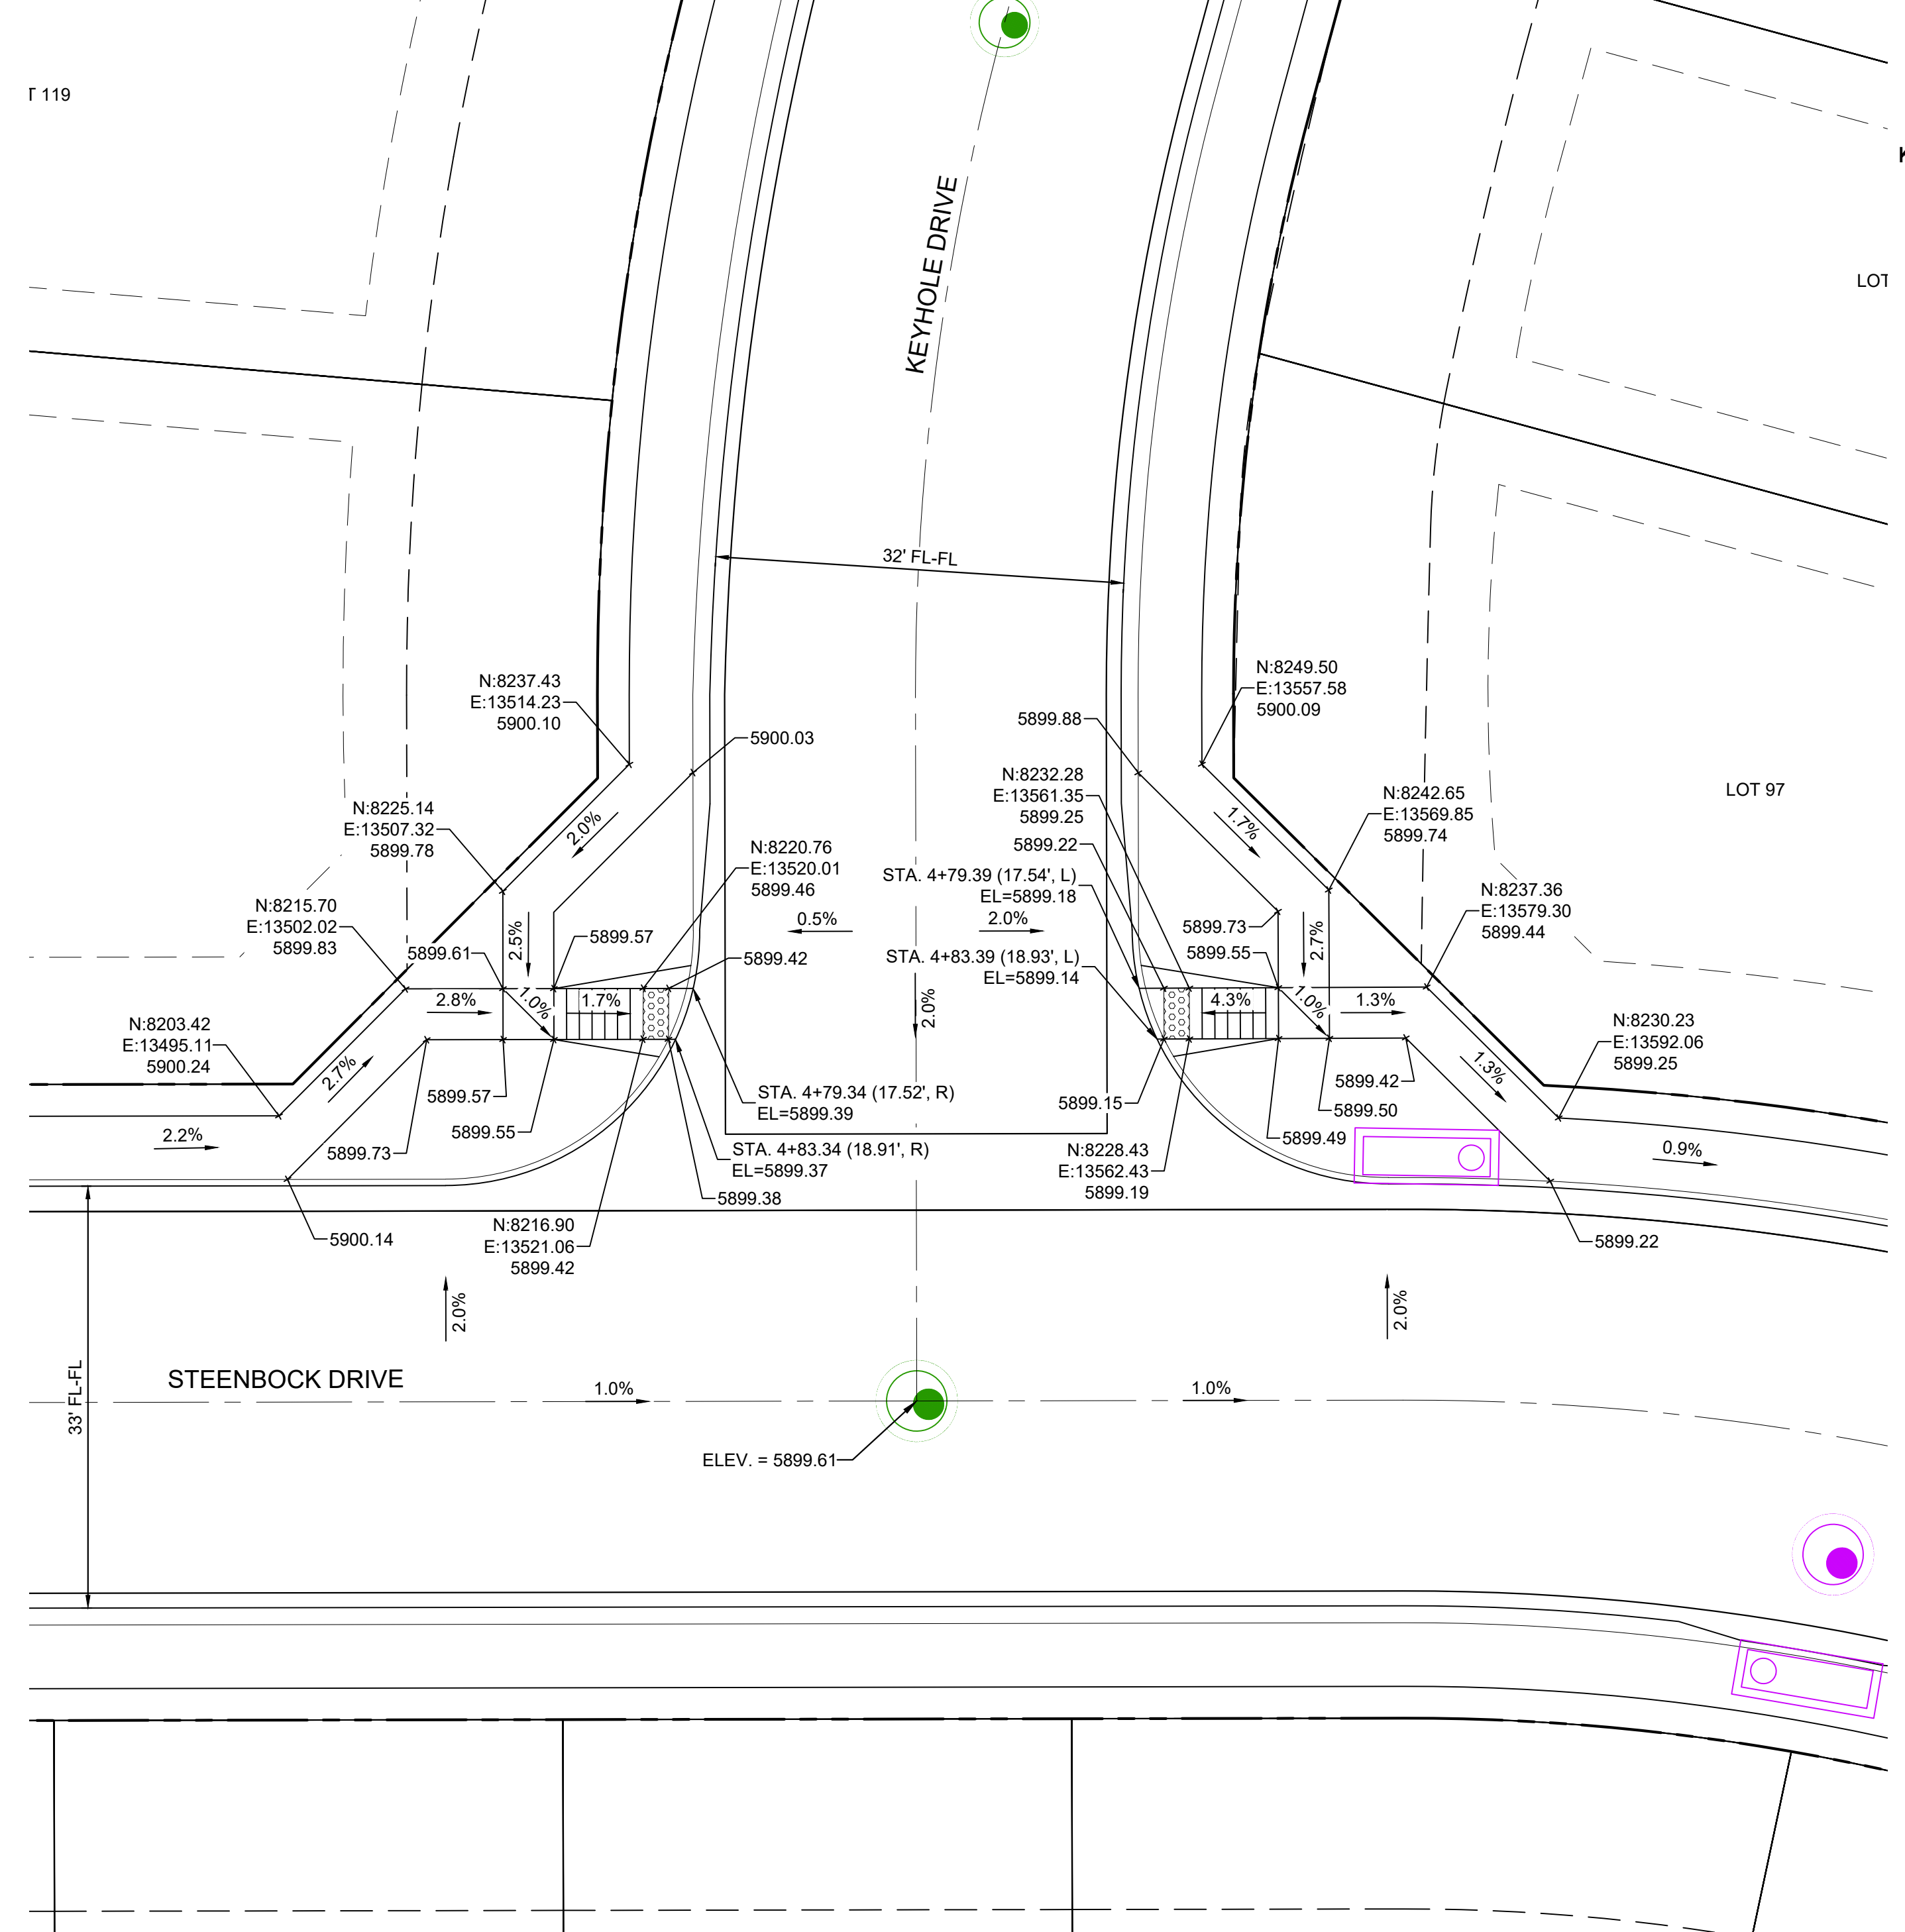 T 119
K
KEYHOLE DRIVE
LOT
32' FL-FL
N:8237.43
E:13514.23
5900.10
5900.03
5899.88
N:8249.50
E:13557.58
5900.09
N:8225.14
E:13507.32
5899.78
2.0%
N:8232.28
E:13561.35
5899.25
5899.22
1.7%
N:8242.65
E:13569.85
5899.74
LOT 97
N:8220.76
E:13520.01
5899.46
STA. 4+79.39 (17.54', L)
EL=5899.18
N:8215.70
E:13502.02
5899.83
N:8237.36
E:13579.30
5899.44
0.5%
2.0%
5899.73
2.5%
5899.57
2.7%
5899.61
5899.42
5899.55
STA. 4+83.39 (18.93', L)
EL=5899.14
2.8%
1.0%
1.7%
2.0%
4.3%
1.0%
1.3%
N:8203.42
E:13495.11
5900.24
N:8230.23
E:13592.06
5899.25
2.7%
1.3%
5899.57
STA. 4+79.34 (17.52', R)
EL=5899.39
5899.15
5899.42
5899.50
2.2%
5899.73
5899.55
5899.49
0.9%
STA. 4+83.34 (18.91', R)
EL=5899.37
N:8228.43
E:13562.43
5899.19
5899.38
N:8216.90
E:13521.06
5899.42
5900.14
5899.22
2.0%
2.0%
33' FL-FL
STEENBOCK DRIVE
1.0%
1.0%
ELEV. = 5899.61